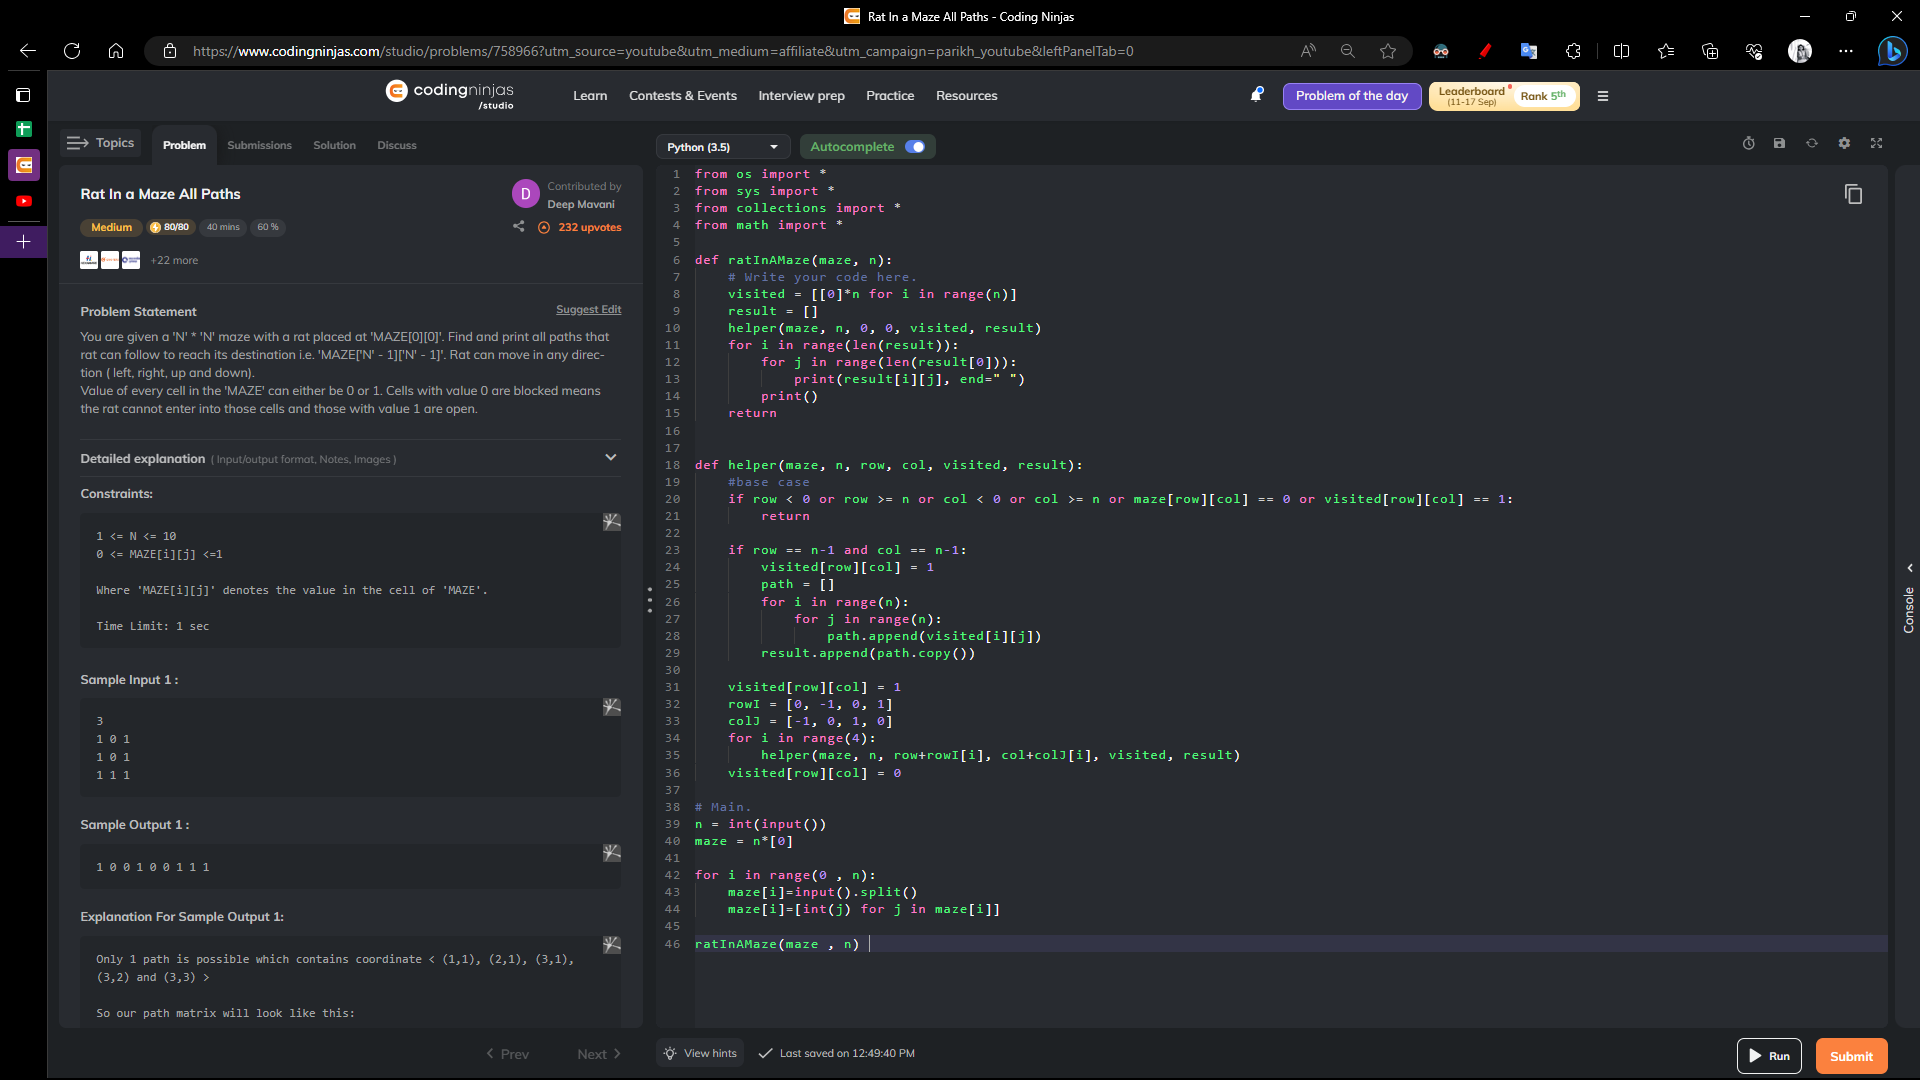 Rat In a Maze All Paths - Coding Ninjas
https://www.codingninjas.com/studio/problems/758966?utm_source=youtube&utm_medium=affiliate&utm_campaign=parikh_youtube&leftPanelTab=0
codingninjas
/studio
Learn
Contests & Events
Interview prep
Practice
Resources
Problem of the day
Leaderboard
(11-17 Sep)
Rank 5th
Topics
Problem
Submissions
Solution
Discuss
Rat In a Maze All Paths
D
Contributed by
Deep Mavani
Medium
80/80
40 mins
60 %
232 upvotes
+22 more
Problem Statement
Suggest Edit
You are given a 'N' * 'N' maze with a rat placed at 'MAZE[0][0]'. Find and print all paths that
rat can follow to reach its destination i.e. 'MAZE['N' - 1]['N' - 1]'. Rat can move in any direc-
tion ( left, right, up and down).
Value of every cell in the 'MAZE' can either be 0 or 1. Cells with value 0 are blocked means
the rat cannot enter into those cells and those with value 1 are open.
Detailed explanation ( Input/output format, Notes, Images )
Constraints:
1 <= N <= 10
0 <= MAZE[i][j] <=1
Where 'MAZE[i][j]' denotes the value in the cell of 'MAZE'.
Time Limit: 1 sec
Sample Input 1 :
3
1 0 1
1 0 1
1 1 1
Sample Output 1 :
1 0 0 1 0 0 1 1 1
Explanation For Sample Output 1:
Only 1 path is possible which contains coordinate < (1,1), (2,1), (3,1),
(3,2) and (3,3) >
So our path matrix will look like this:
Prev
Next
Python (3.5)
Autocomplete
1 from os import *
2 from sys import *
3 from collections import *
4 from math import *
5
6 def ratInAMaze(maze, n):
7 # Write your code here.
8 visited = [[0]*n for i in range(n)]
9 result = []
10 helper(maze, n, 0, 0, visited, result)
11 for i in range(len(result)):
12 for j in range(len(result[0])):
13 print(result[i][j], end=" ")
14 print()
15 return
16
17
18 def helper(maze, n, row, col, visited, result):
19 #base case
20 if row < 0 or row >= n or col < 0 or col >= n or maze[row][col] == 0 or visited[row][col] == 1:
21 return
22
23 if row == n-1 and col == n-1:
24 visited[row][col] = 1
25 path = []
26 for i in range(n):
27 for j in range(n):
28 path.append(visited[i][j])
29 result.append(path.copy())
30
31 visited[row][col] = 1
32 rowI = [0, -1, 0, 1]
33 colJ = [-1, 0, 1, 0]
34 for i in range(4):
35 helper(maze, n, row+rowI[i], col+colJ[i], visited, result)
36 visited[row][col] = 0
37
38 # Main.
39 n = int(input())
40 maze = n*[0]
41
42 for i in range(0 , n):
43 maze[i]=input().split()
44 maze[i]=[int(j) for j in maze[i]]
45
46 ratInAMaze(maze , n)
Console
View hints
Last saved on 12:49:40 PM
Run
Submit